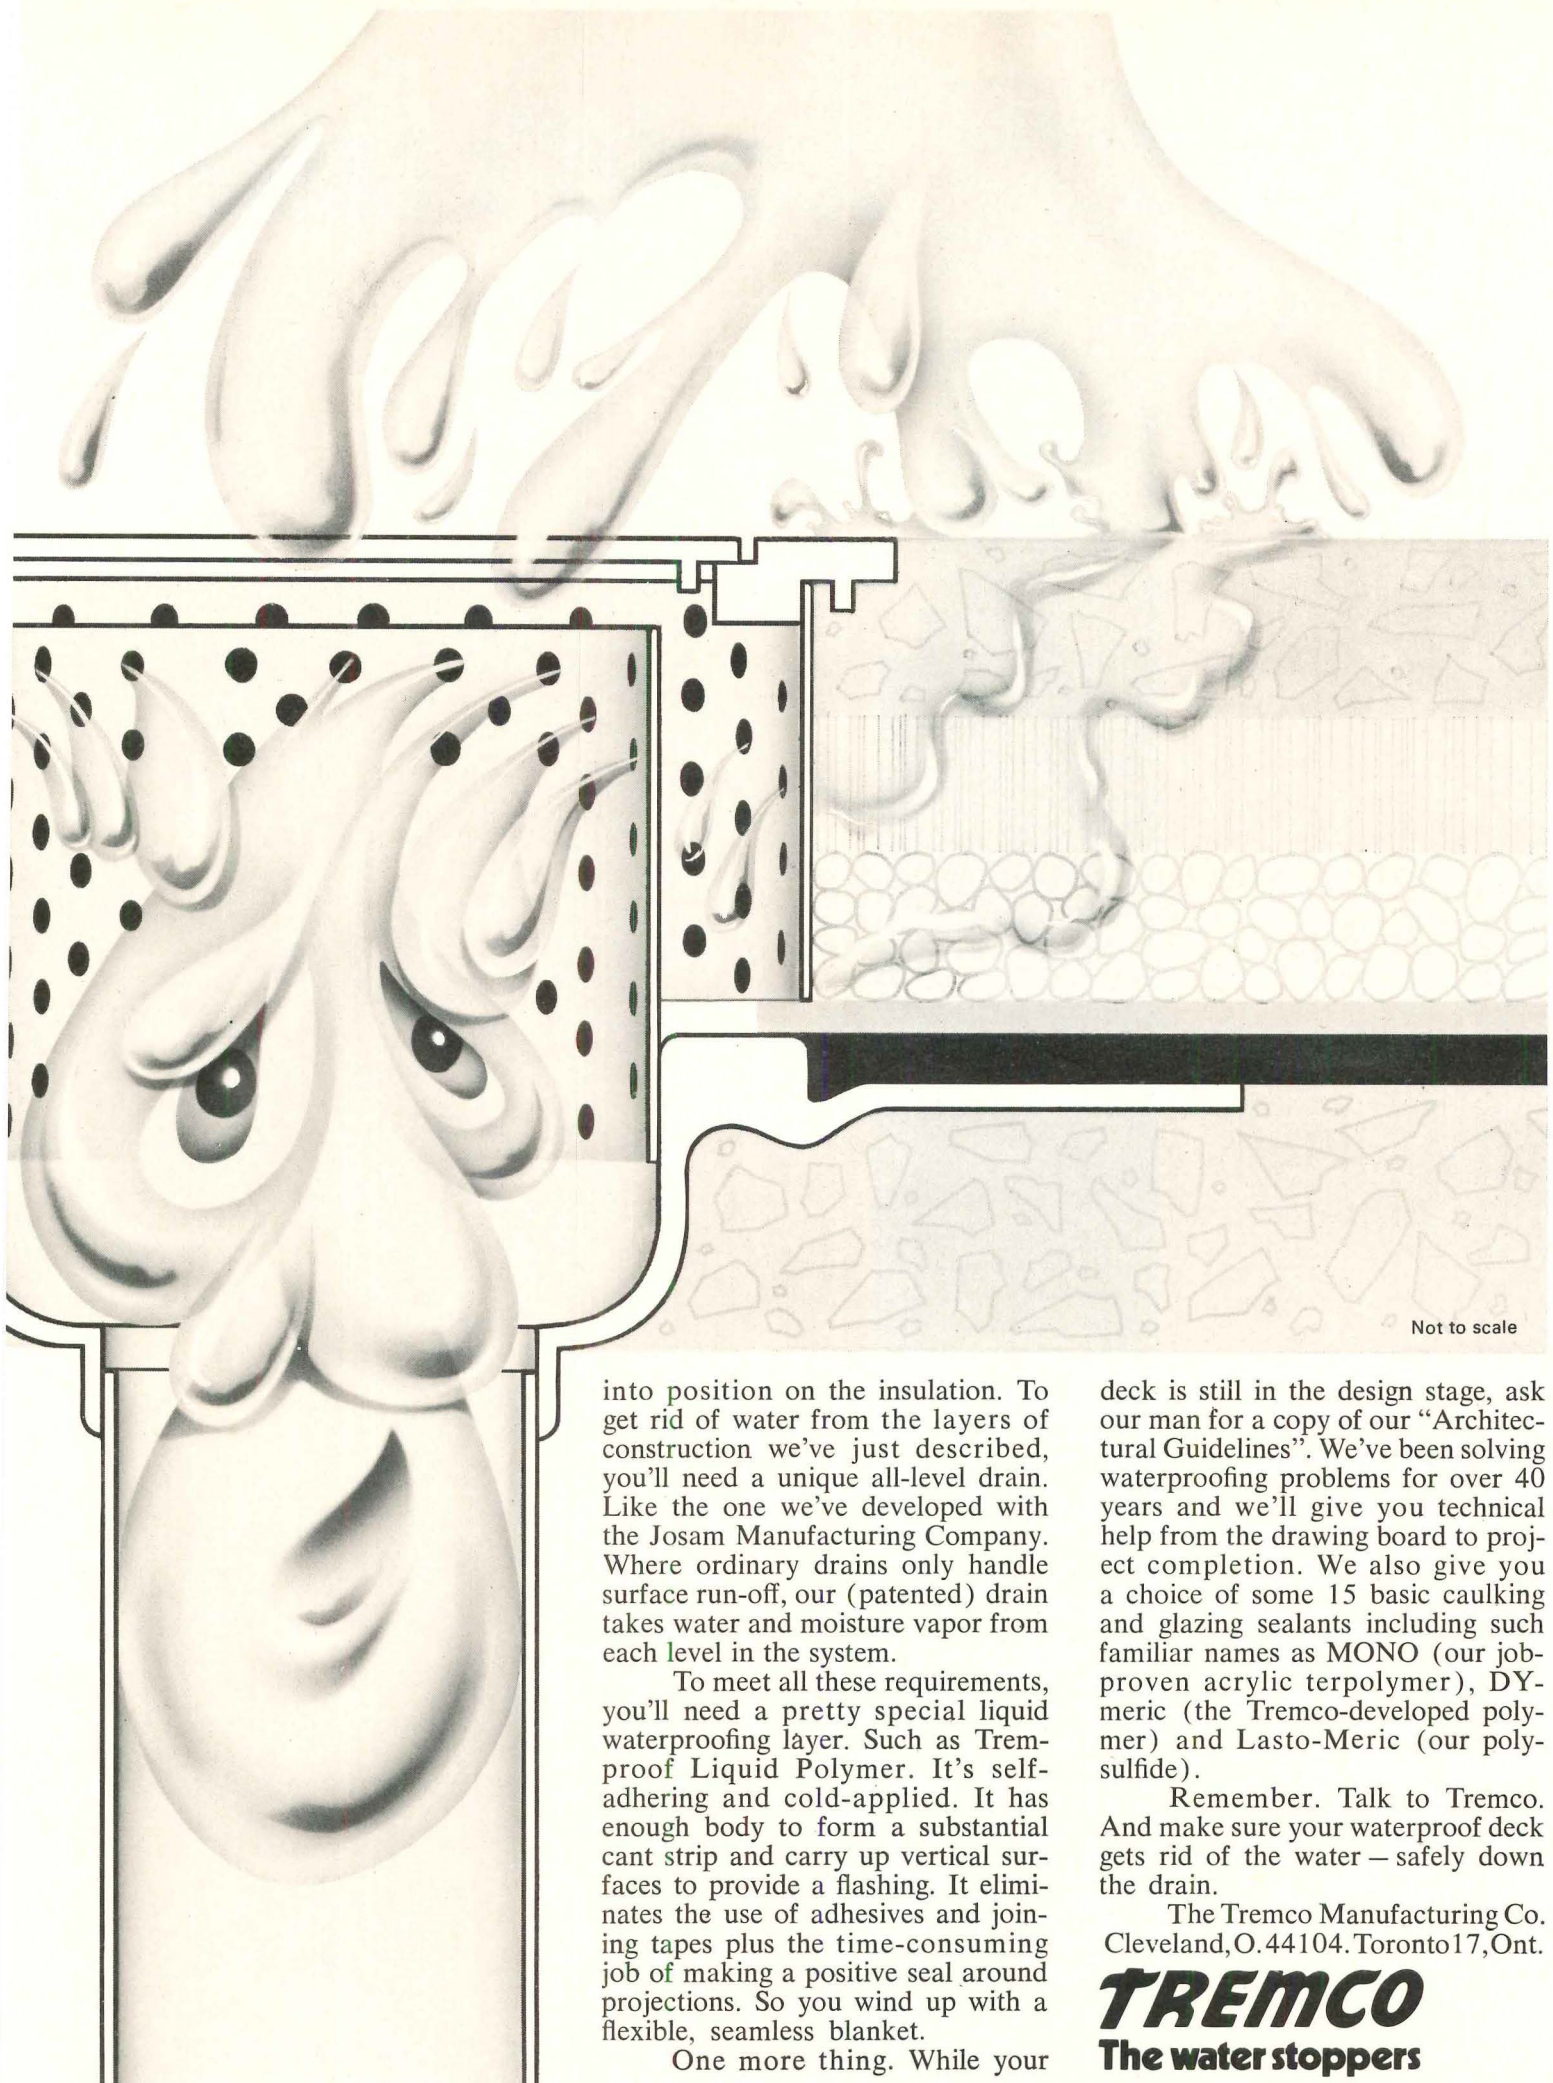 Not to scale
into position on the insulation. To
get rid of water from the layers of
construction we've just described,
you'll need a unique all-level drain.
Like the one we've developed with
the Josam Manufacturing Company.
Where ordinary drains only handle
surface run-off, our (patented) drain
takes water and moisture vapor from
each level in the system.
To meet all these requirements,
you'll need a pretty special liquid
waterproofing layer. Such as Trem-
proof Liquid Polymer. It's self-
adhering and cold-applied. It has
enough body to form a substantial
cant strip and carry up vertical sur-
faces to provide a flashing. It elimi-
nates the use of adhesives and join-
ing tapes plus the time-consuming
job of making a positive seal around
projections. So you wind up with a
flexible, seamless blanket.
One more thing. While your
deck is still in the design stage, ask
our man for a copy of our “Architec-
tural Guidelines”. We've been solving
waterproofing problems for over 40
years and we'll give you technical
help from the drawing board to proj-
ect completion. We also give you
a choice of some 15 basic caulking
and glazing sealants including such
familiar names as MONO (our job-
proven acrylic terpolymer), DY-
meric (the Tremco-developed poly-
mer) and Lasto-Meric (our poly-
sulfide).
Remember. Talk to Tremco.
And make sure your waterproof deck
gets rid of the water — safely down
the drain.
The Tremco Manufacturing Co.
Cleveland, O. 44104. Toronto 17, Ont.
TREMCO
The water stoppers